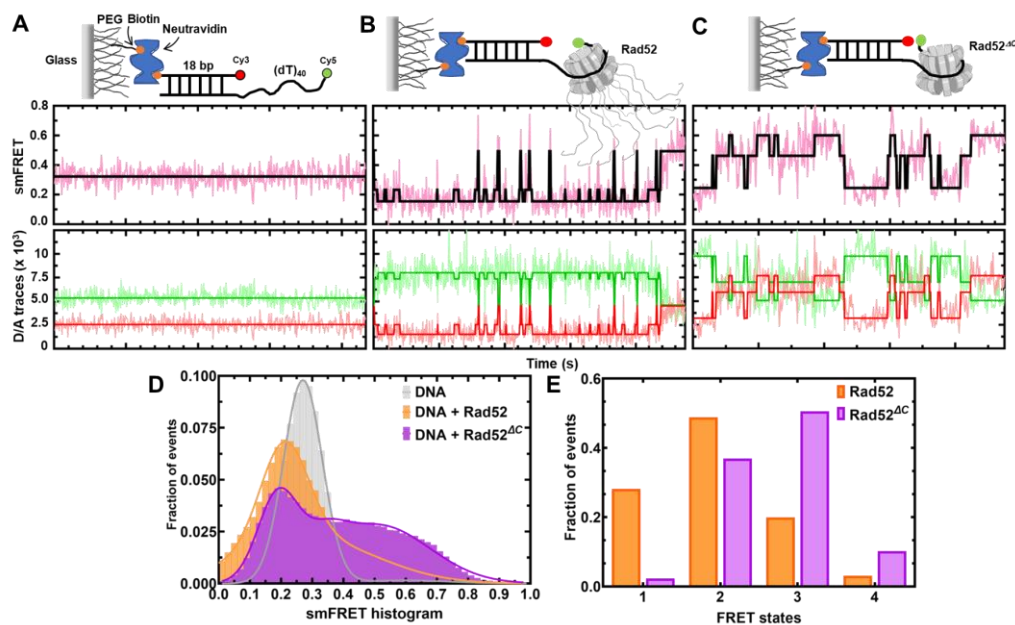 A
PEG Biotin
Neutravidin
Glass
18 bp
Cy3
(dT)40
Cy5
B
Rad52
C
Rad52-ΔC
smFRET
0.8
0.6
0.4
0.2
0.0
D/A traces (x 10³)
10
7.5
5.0
2.5
0
Time (s)
D
Fraction of events
0.100
0.075
0.050
0.025
0.000
DNA
DNA + Rad52
DNA + Rad52ΔC
0.0 0.1 0.2 0.3 0.4 0.5 0.6 0.7 0.8 0.9 1.0
smFRET histogram
E
Fraction of events
0.6
0.4
0.2
0.0
Rad52
Rad52ΔC
1 2 3 4
FRET states